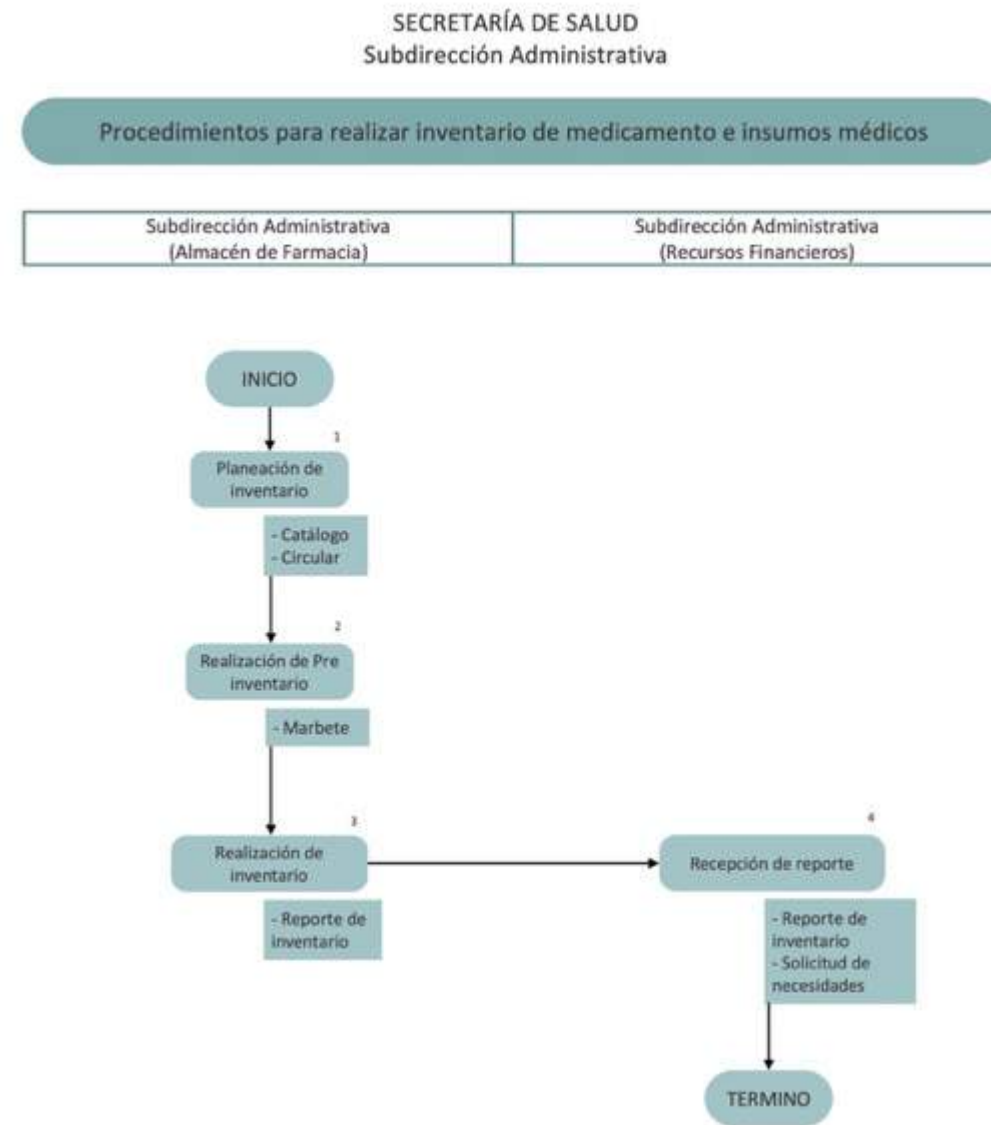 SECRETARÍA DE SALUD
Subdirección Administrativa
Procedimientos para realizar inventario de medicamento e insumos médicos
Subdirección Administrativa
(Almacén de Farmacia)
Subdirección Administrativa
(Recursos Financieros)
INICIO
1
Planeación de
inventario
- Catálogo
- Circular
2
Realización de Pre
inventario
- Marbete
3
Realización de
inventario
- Reporte de
inventario
4
Recepción de reporte
- Reporte de
inventario
- Solicitud de
necesidades
TERMINO